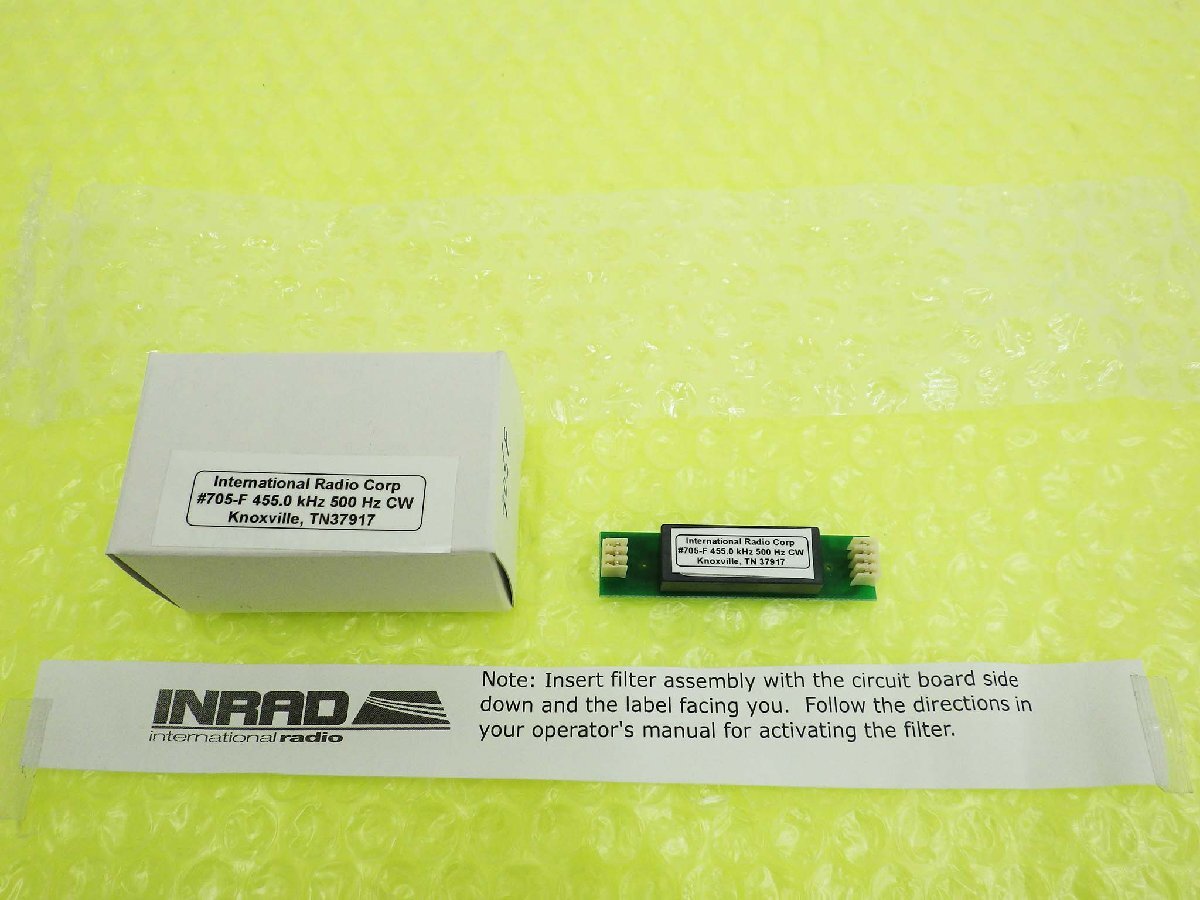 International Radio Corp
#705-F 455.0 kHz 500 Hz CW
Knoxville, TN37917
705F
International Radio Corp
#705-F 455.0 kHz 500 Hz CW
Knoxville, TN 37917
INRAD
international radio
Note: Insert filter assembly with the circuit board side
down and the label facing you. Follow the directions in
your operator's manual for activating the filter.